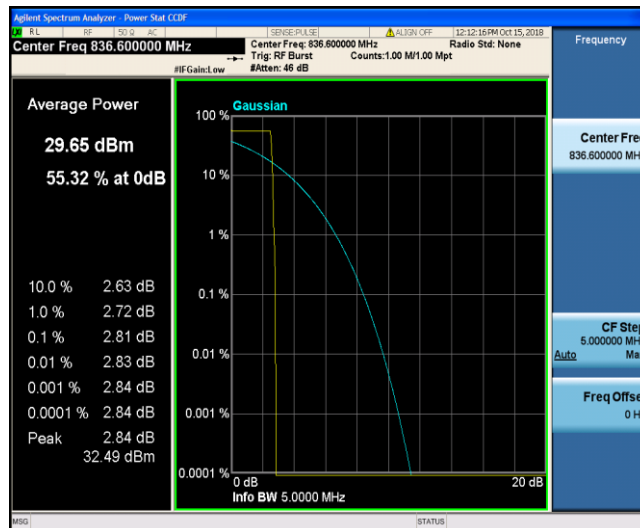 Agilent Spectrum Analyzer - Power Stat CCDF
RL RF 50 Ω AC SENSE:PULSE ALIGN OFF 12:12:16PM Oct 15, 2018
Center Freq 836.600000 MHz
Center Freq: 836.600000 MHz Radio Std: None
Trig: RF Burst Counts:1.00 M/1.00 Mpt
#IFGain:Low #Atten: 46 dB
Frequency
Average Power
29.65 dBm
55.32 % at 0dB
10.0 % 2.63 dB
1.0 % 2.72 dB
0.1 % 2.81 dB
0.01 % 2.83 dB
0.001 % 2.84 dB
0.0001 % 2.84 dB
Peak 2.84 dB
32.49 dBm
Gaussian
100 %
10 %
1 %
0.1 %
0.01 %
0.001 %
0.0001 %
0 dB 20 dB
Info BW 5.0000 MHz
Center Fre
836.600000 MH
CF Step
5.000000 MH
Auto Ma
Freq Offse
0 H
MSG STATUS